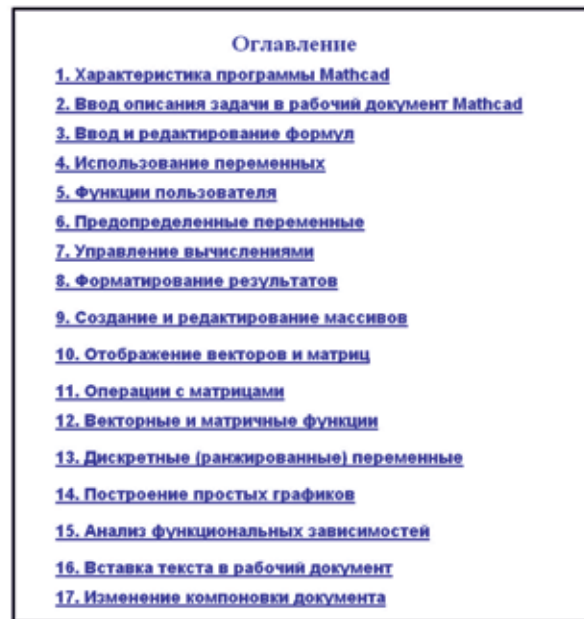 Оглавление
1. Характеристика программы Mathcad
2. Ввод описания задачи в рабочий документ Mathcad
3. Ввод и редактирование формул
4. Использование переменных
5. Функции пользователя
6. Предопределенные переменные
7. Управление вычислениями
8. Форматирование результатов
9. Создание и редактирование массивов
10. Отображение векторов и матриц
11. Операции с матрицами
12. Векторные и матричные функции
13. Дискретные (ранжированные) переменные
14. Построение простых графиков
15. Анализ функциональных зависимостей
16. Вставка текста в рабочий документ
17. Изменение компоновки документа